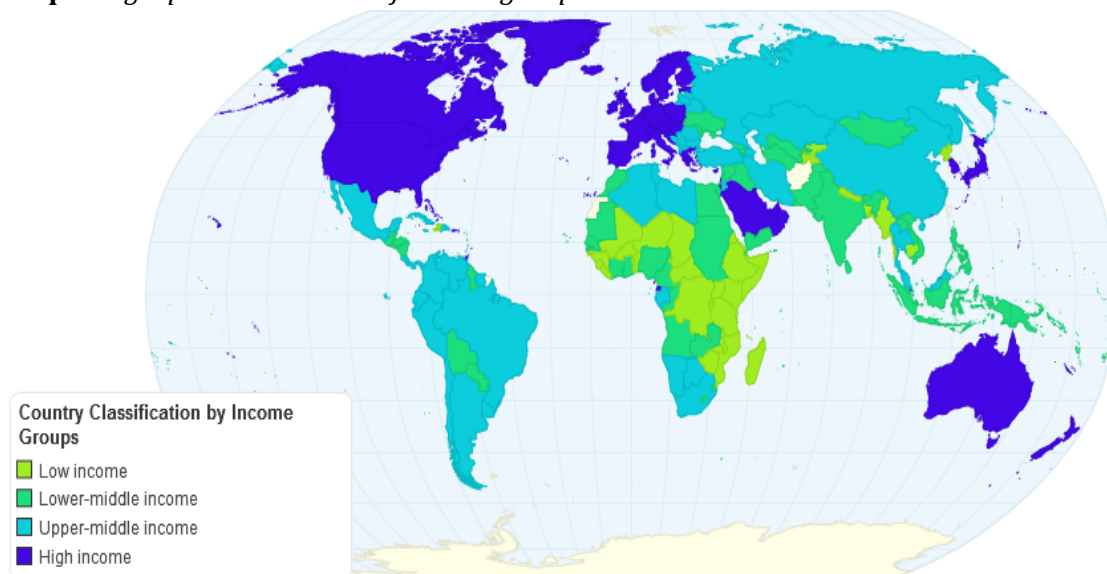 Country Classification by Income
Groups
Low income
Lower-middle income
Upper-middle income
High income